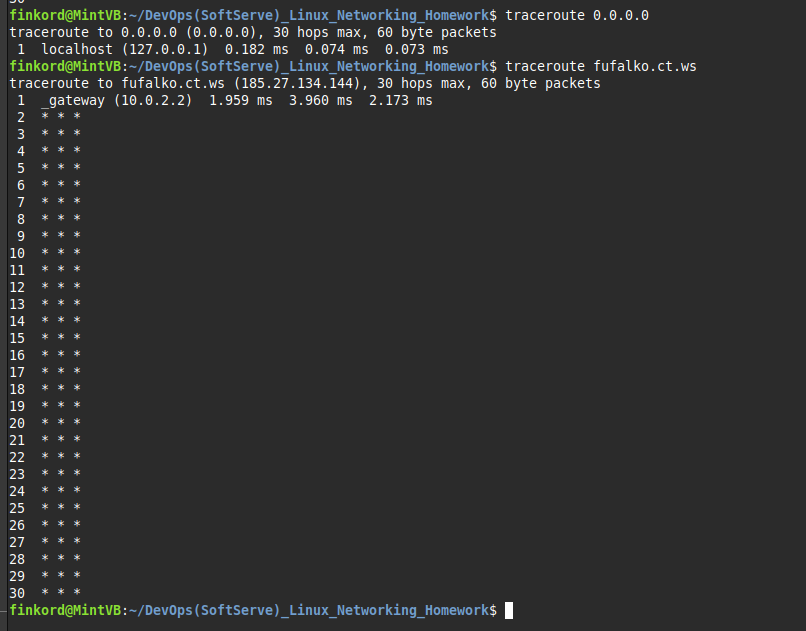 finkord@MintVB:~/DevOps(SoftServe)_Linux_Networking_Homework$ traceroute 0.0.0.0
traceroute to 0.0.0.0 (0.0.0.0), 30 hops max, 60 byte packets
 1  localhost (127.0.0.1)  0.182 ms  0.074 ms  0.073 ms
finkord@MintVB:~/DevOps(SoftServe)_Linux_Networking_Homework$ traceroute fufalko.ct.ws
traceroute to fufalko.ct.ws (185.27.134.144), 30 hops max, 60 byte packets
 1  _gateway (10.0.2.2)  1.959 ms  3.960 ms  2.173 ms
 2  * * *
 3  * * *
 4  * * *
 5  * * *
 6  * * *
 7  * * *
 8  * * *
 9  * * *
10  * * *
11  * * *
12  * * *
13  * * *
14  * * *
15  * * *
16  * * *
17  * * *
18  * * *
19  * * *
20  * * *
21  * * *
22  * * *
23  * * *
24  * * *
25  * * *
26  * * *
27  * * *
28  * * *
29  * * *
30  * * *
finkord@MintVB:~/DevOps(SoftServe)_Linux_Networking_Homework$